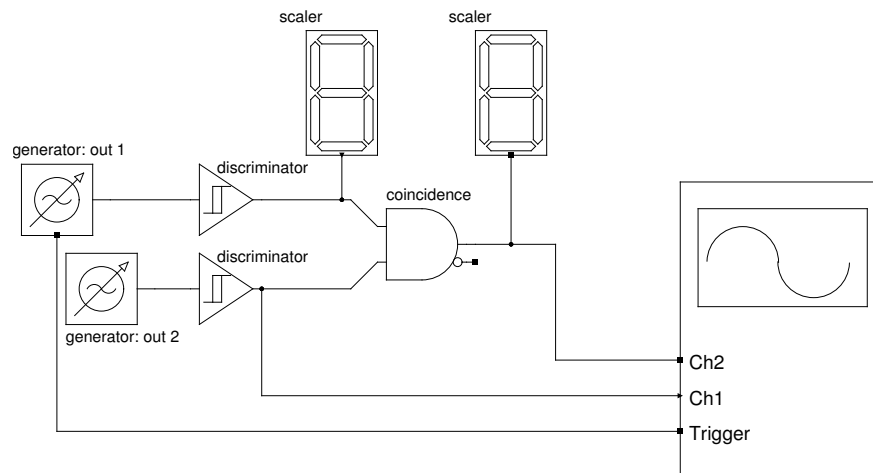 scaler
scaler
generator: out 1
discriminator
coincidence
discriminator
generator: out 2
Ch2
Ch1
Trigger